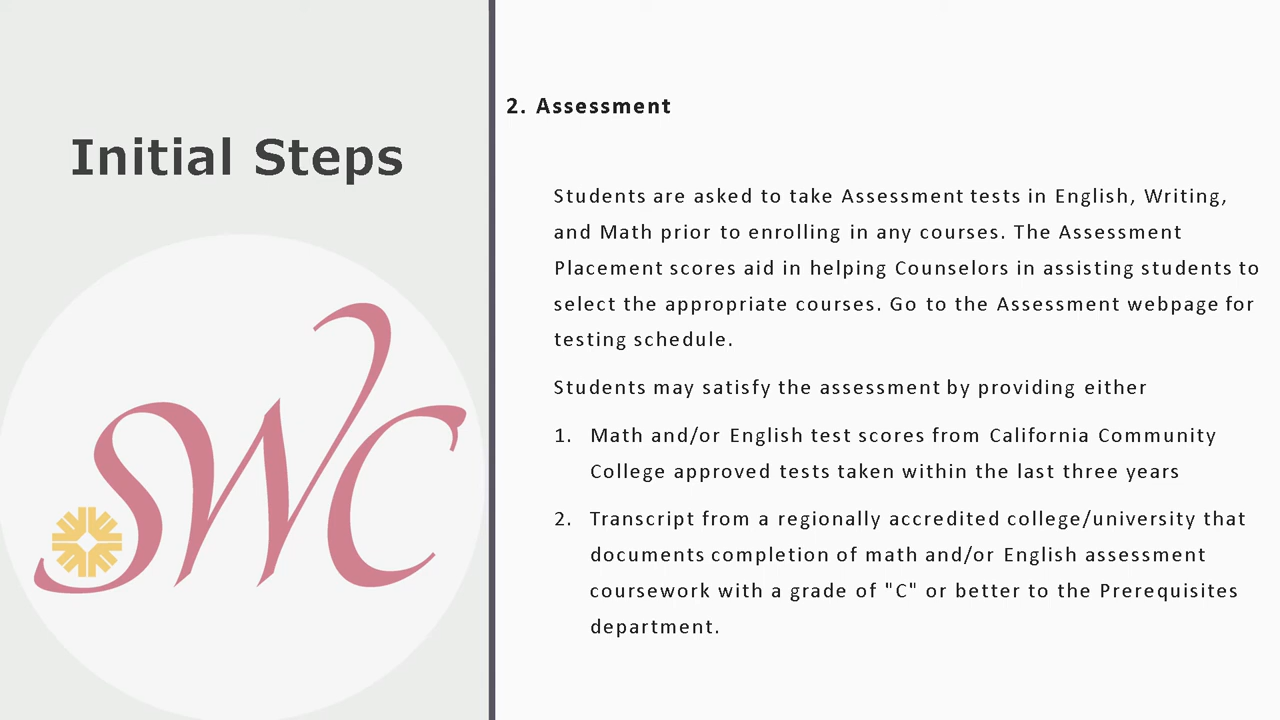 Initial Steps
SWC
2. Assessment
Students are asked to take Assessment tests in English, Writing,
and Math prior to enrolling in any courses. The Assessment
Placement scores aid in helping Counselors in assisting students to
select the appropriate courses. Go to the Assessment webpage for
testing schedule.
Students may satisfy the assessment by providing either
1. Math and/or English test scores from California Community
College approved tests taken within the last three years
2. Transcript from a regionally accredited college/university that
documents completion of math and/or English assessment
coursework with a grade of "C" or better to the Prerequisites
department.